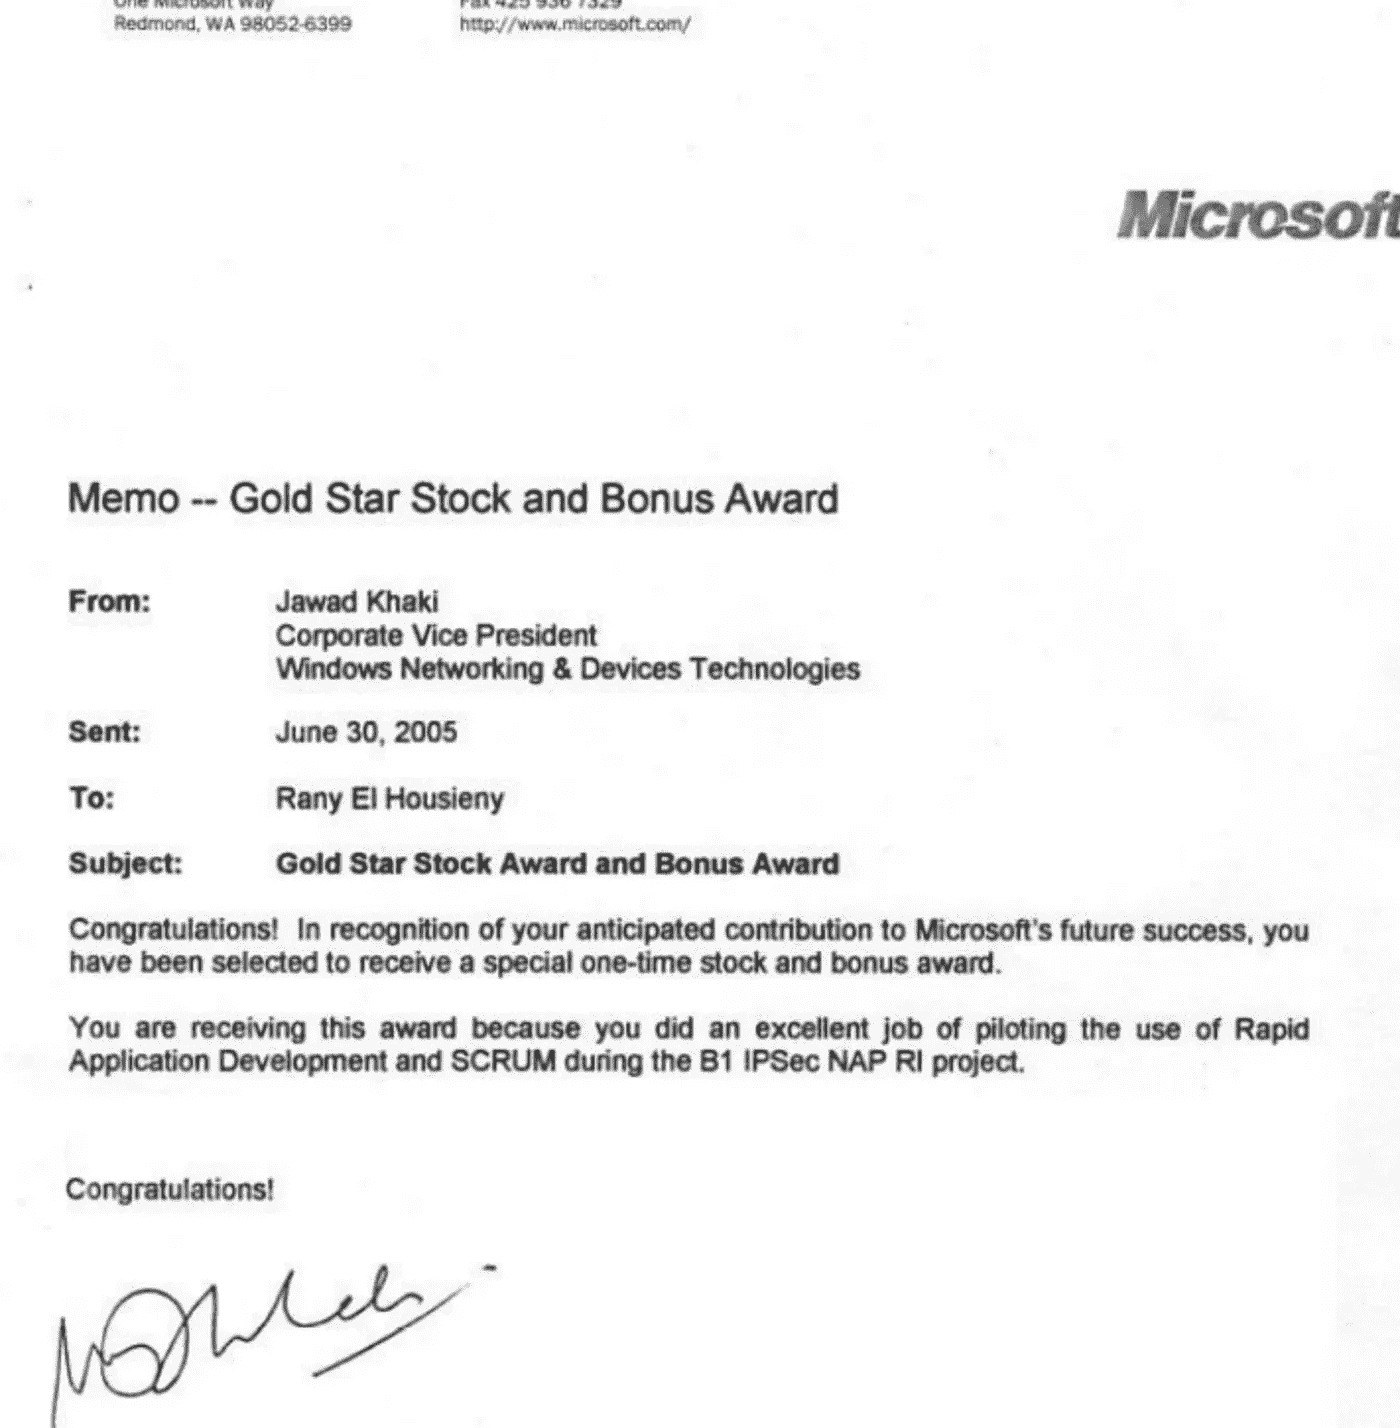 One Microsoft Way
Redmond, WA 98052-6399
Fax 425 936 7329
http://www.microsoft.com/
Microsoft
Memo -- Gold Star Stock and Bonus Award
From: Jawad Khaki
Corporate Vice President
Windows Networking & Devices Technologies
Sent: June 30, 2005
To: Rany El Housieny
Subject: Gold Star Stock Award and Bonus Award
Congratulations! In recognition of your anticipated contribution to Microsoft's future success, you
have been selected to receive a special one-time stock and bonus award.
You are receiving this award because you did an excellent job of piloting the use of Rapid
Application Development and SCRUM during the B1 IPSec NAP RI project.
Congratulations!